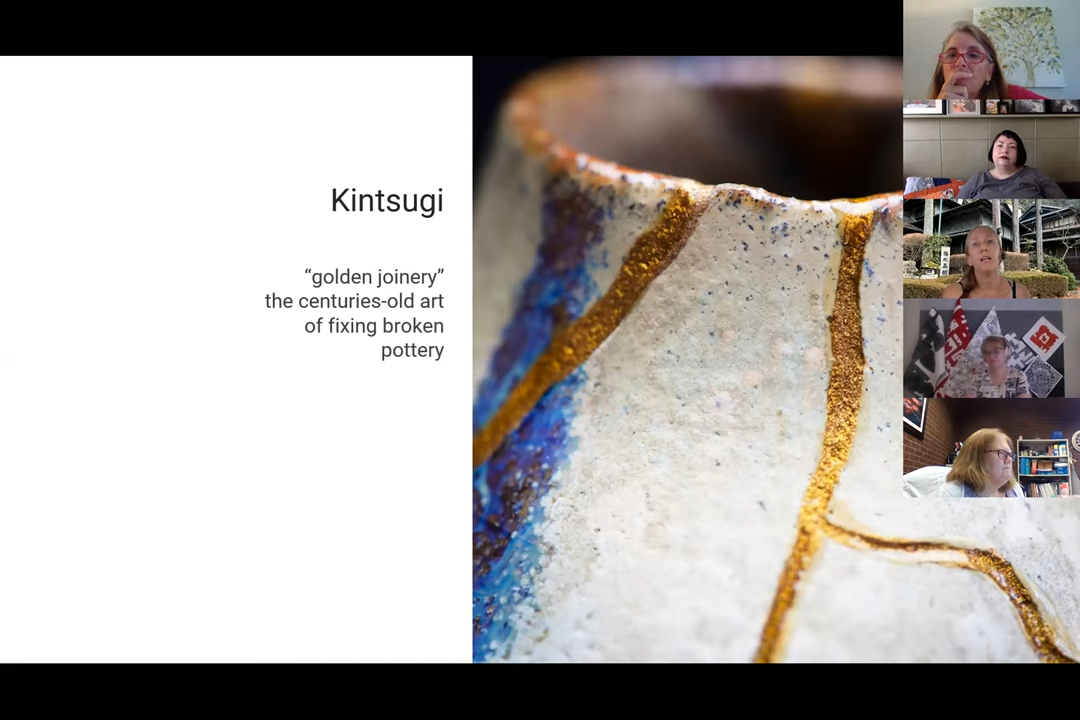 Kintsugi
“golden joinery”
the centuries-old art
of fixing broken
pottery